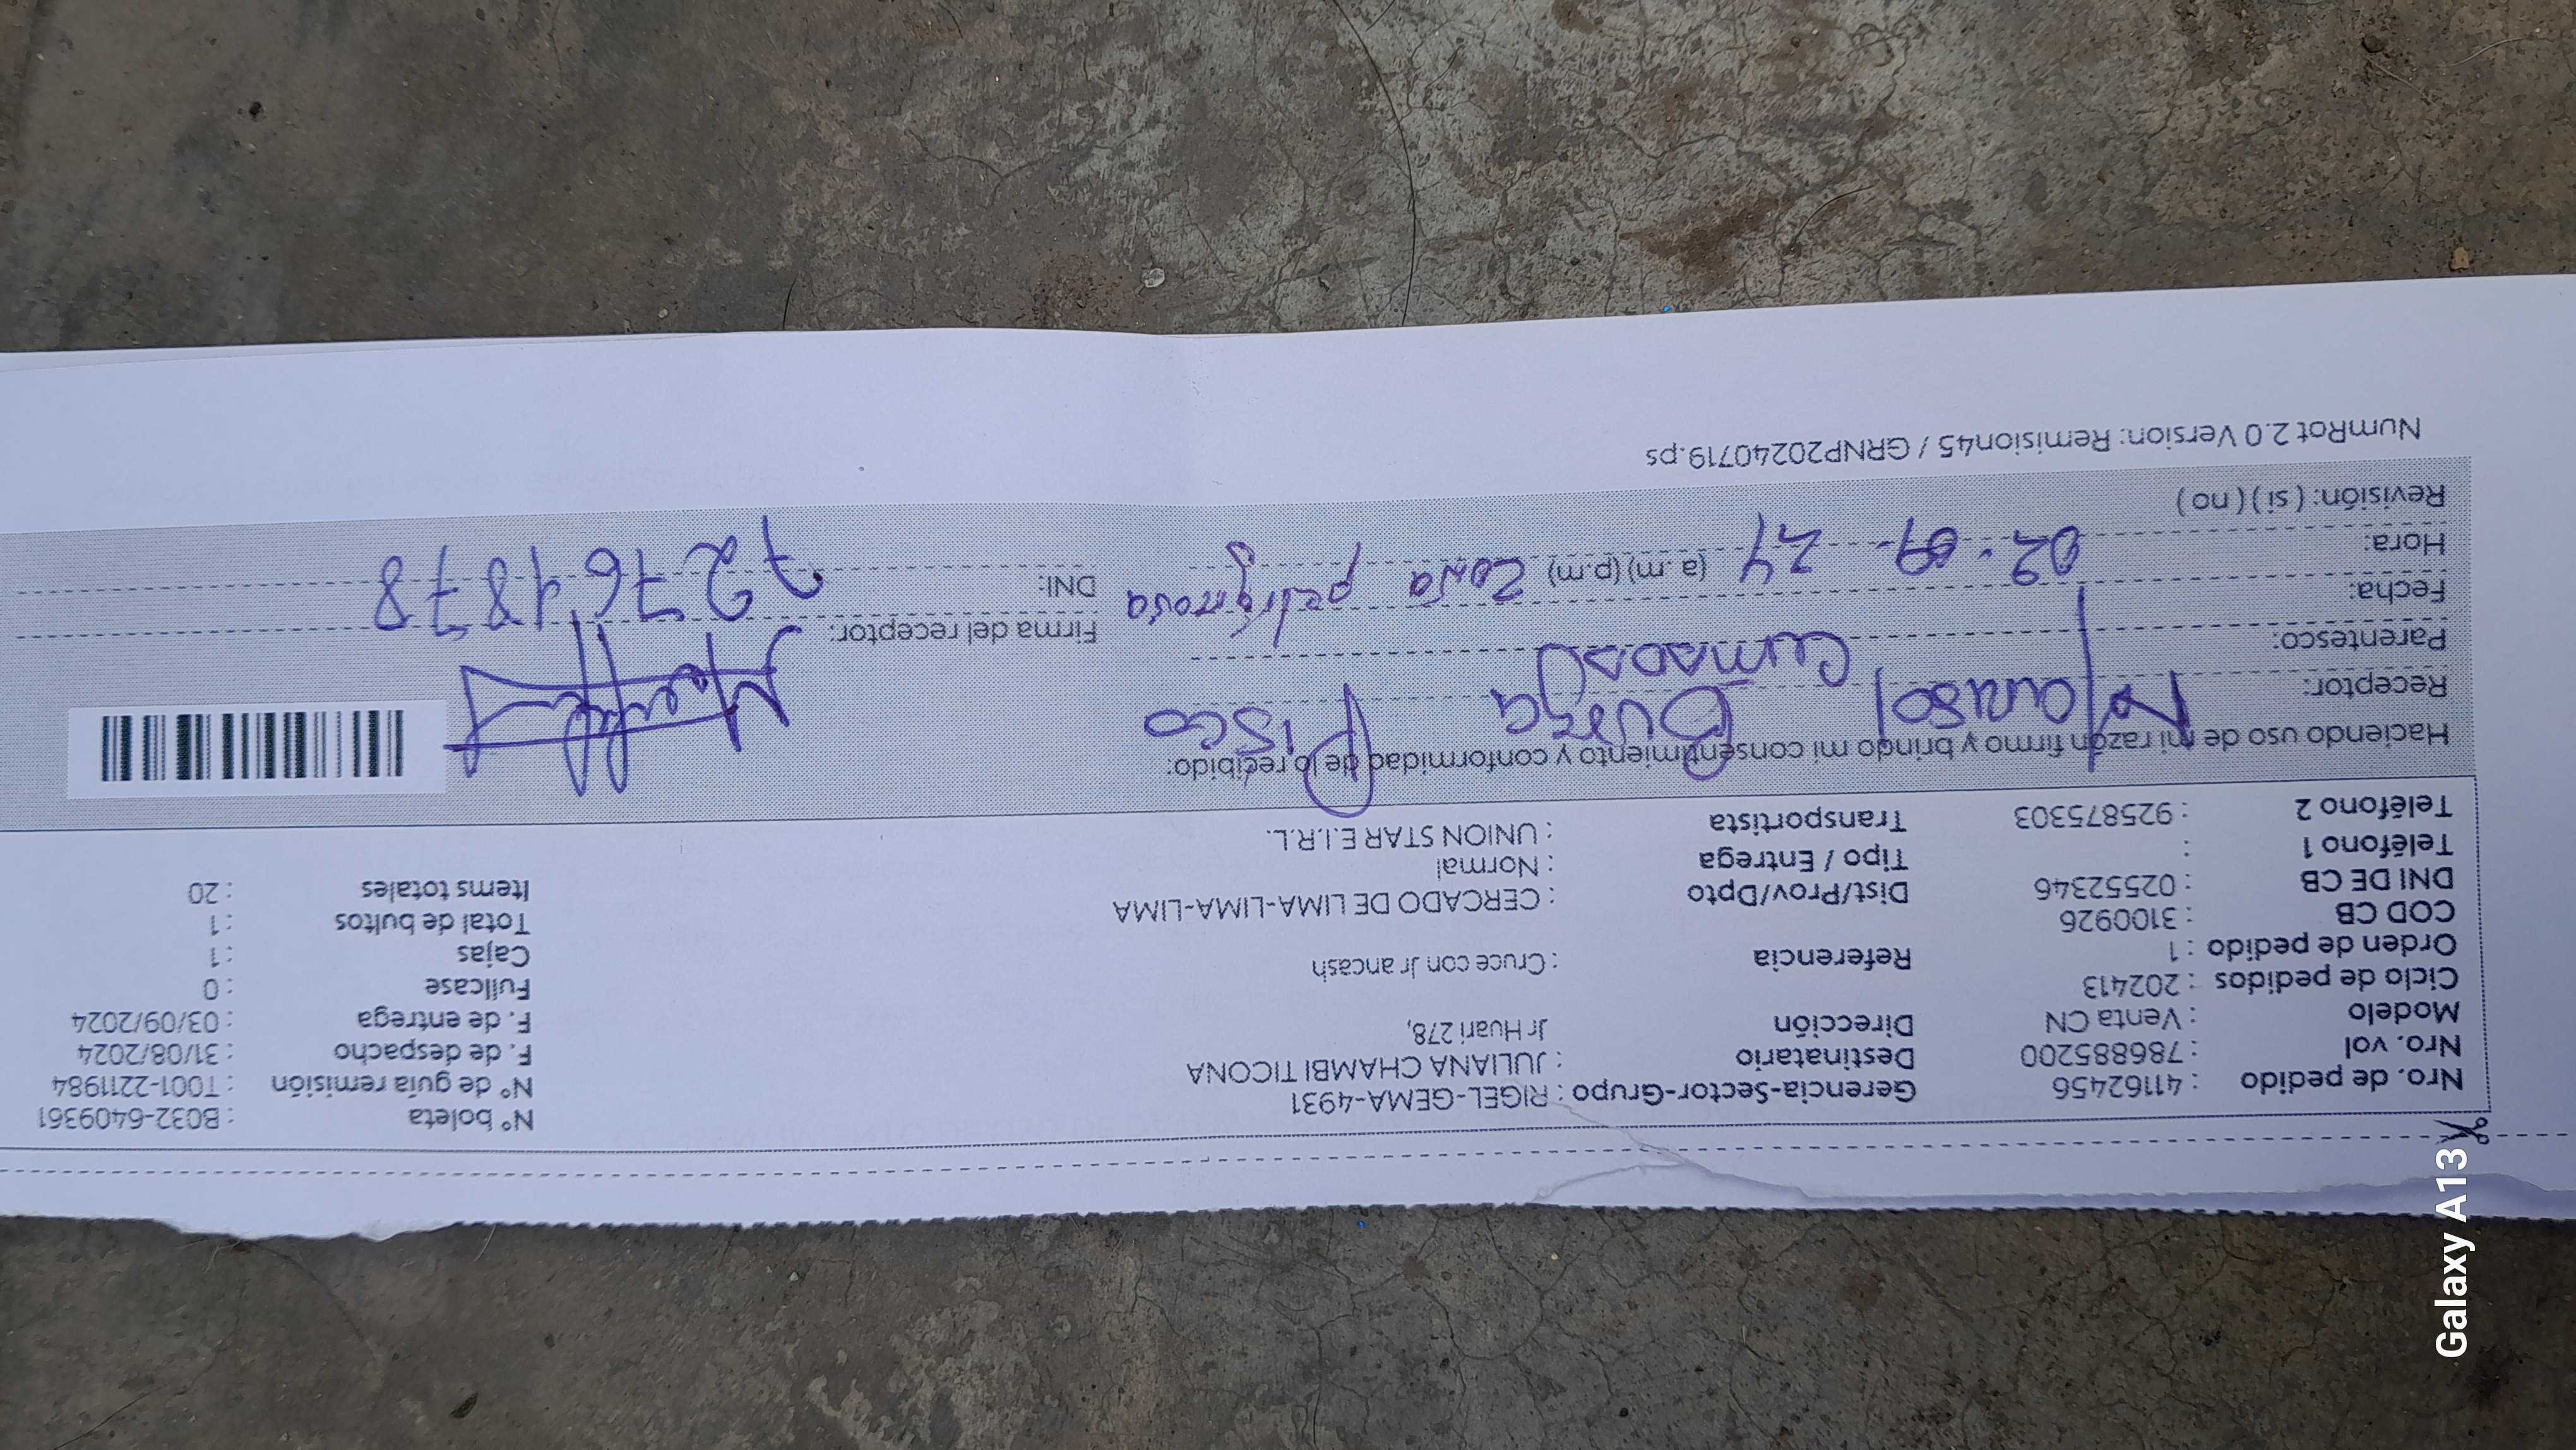 Nro. de pedido : 41162456 Gerencia-Sector-Grupo : RIGEL-GEMA-4931 N° boleta : B032-6409361
Nro. vol : 786885200 Destinatario : JULIANA CHAMBI TICONA N° de guía remisión : T001-2211984
Modelo : Venta CN Dirección Jr Huari 278, F. de despacho : 31/08/2024
Ciclo de pedidos : 202413 F. de entrega : 03/09/2024
Orden de pedido : 1 Referencia : Cruce con Jr ancash Fullcase : 0
COD CB : 3100926 Cajas : 1
DNI DE CB : 02552346 Dist/Prov/Dpto : CERCADO DE LIMA-LIMA-LIMA Total de bultos : 1
Teléfono 1 : Tipo / Entrega : Normal Items totales : 20
Teléfono 2 : 925875303 Transportista : UNION STAR E.I.R.L.
Haciendo uso de mi razón firmo y brindo mi consentimiento y conformidad de lo recibido:
Receptor: Marisol Burga Pisco
Parentesco:
Firma del receptor:
Fecha: 02-09-24 Zona peligrosa
DNI: 72761878
Hora: (a.m) (p.m)
Revisión: ( si ) ( no )
NumRot 2.0 Version: Remision45 / GRNP20240719.ps
Galaxy A13